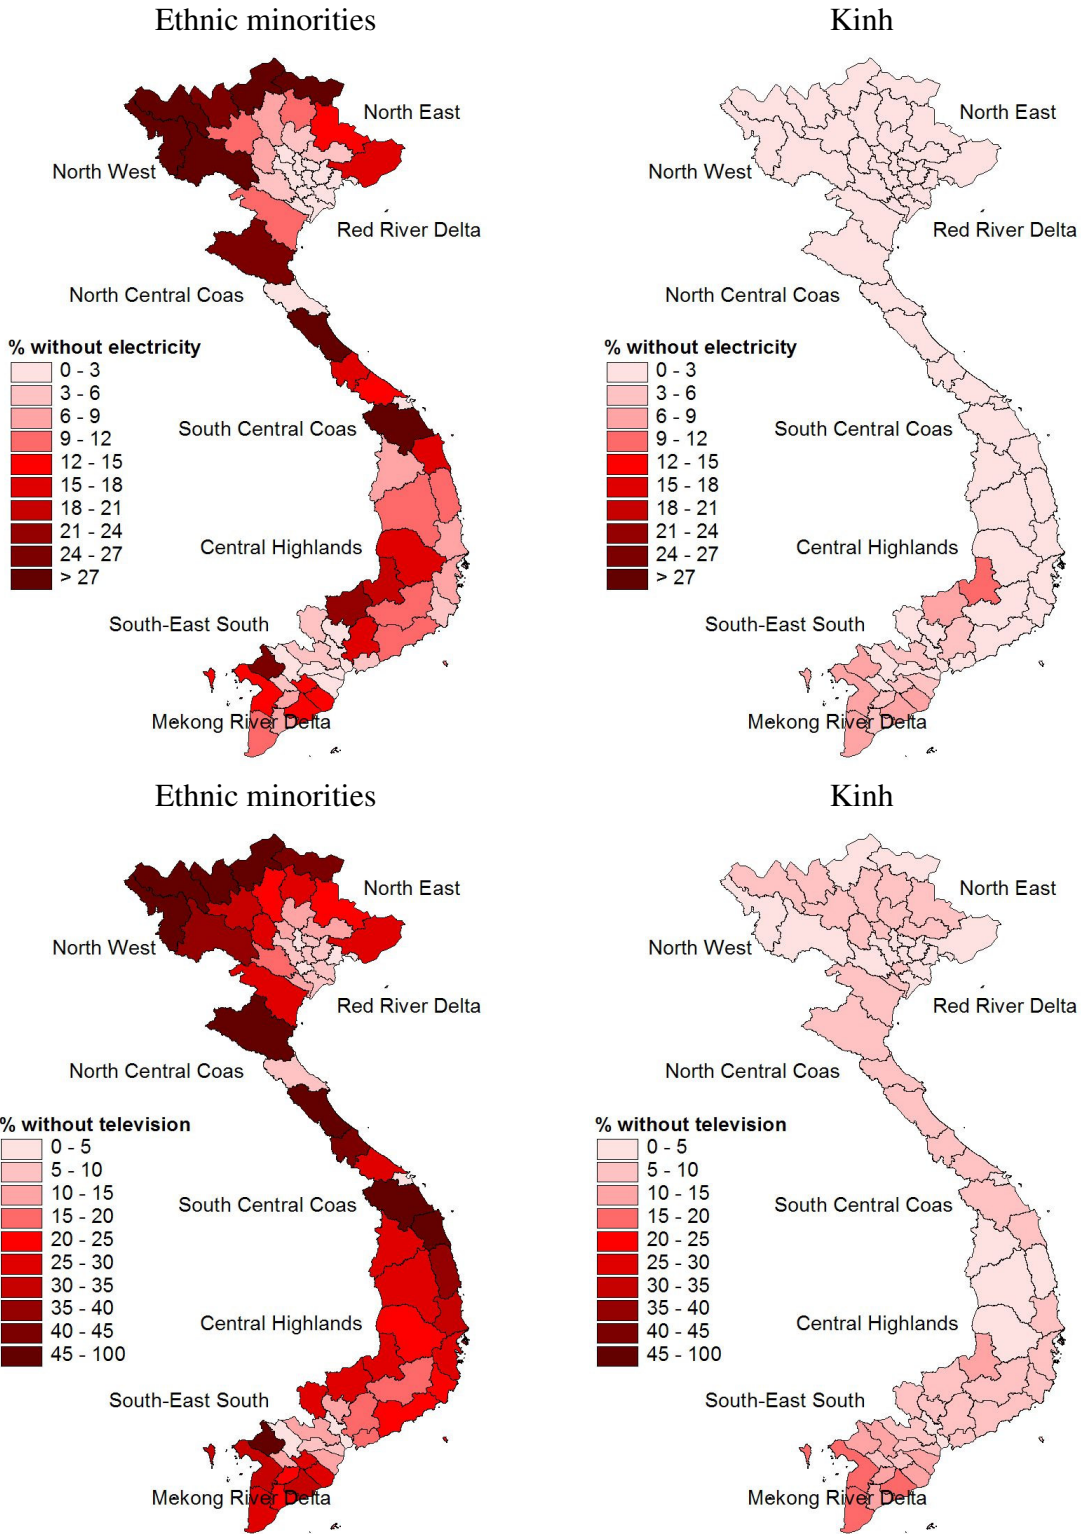 Ethnic minorities
Kinh
North East
North West
Red River Delta
North Central Coas
% without electricity
0 - 3
3 - 6
6 - 9
9 - 12
12 - 15
15 - 18
18 - 21
21 - 24
24 - 27
> 27
South Central Coas
Central Highlands
South-East South
Mekong River Delta
North East
North West
Red River Delta
North Central Coas
% without electricity
0 - 3
3 - 6
6 - 9
9 - 12
12 - 15
15 - 18
18 - 21
21 - 24
24 - 27
> 27
South Central Coas
Central Highlands
South-East South
Mekong River Delta
Ethnic minorities
Kinh
North East
North West
Red River Delta
North Central Coas
% without television
0 - 5
5 - 10
10 - 15
15 - 20
20 - 25
25 - 30
30 - 35
35 - 40
40 - 45
45 - 100
South Central Coas
Central Highlands
South-East South
Mekong River Delta
North East
North West
Red River Delta
North Central Coas
% without television
0 - 5
5 - 10
10 - 15
15 - 20
20 - 25
25 - 30
30 - 35
35 - 40
40 - 45
45 - 100
South Central Coas
Central Highlands
South-East South
Mekong River Delta